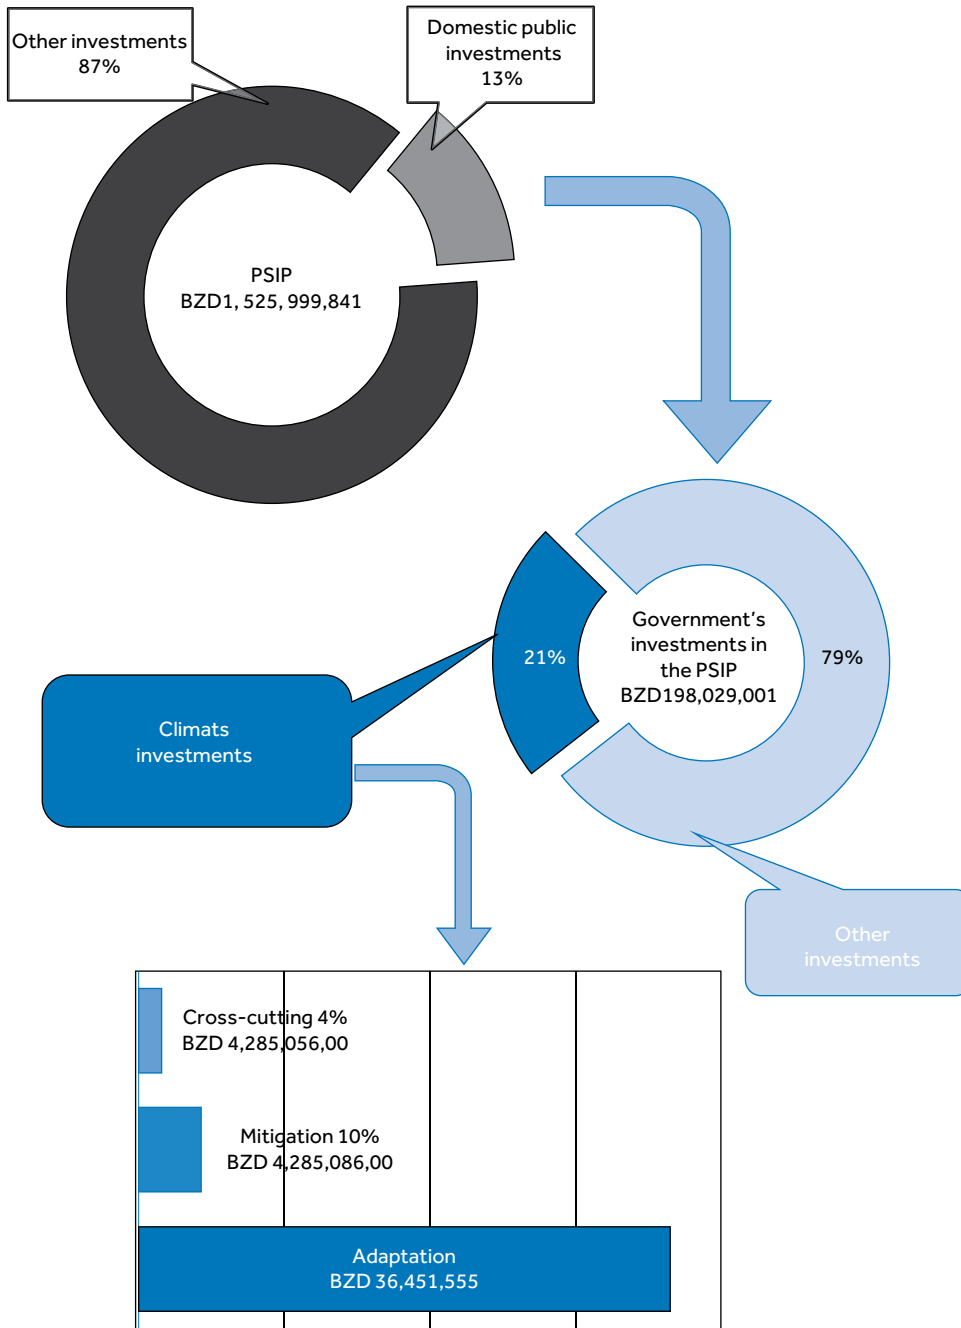 Other investments
87%
Domestic public
investments
13%
PSIP
BZD1, 525, 999,841
Government's
investments in
the PSIP
BZD198,029,001
21%
79%
Climats
investments
Other
investments
Cross-cutting 4%
BZD 4,285,056,00
Mitigation 10%
BZD 4,285,086,00
Adaptation
BZD 36,451,555